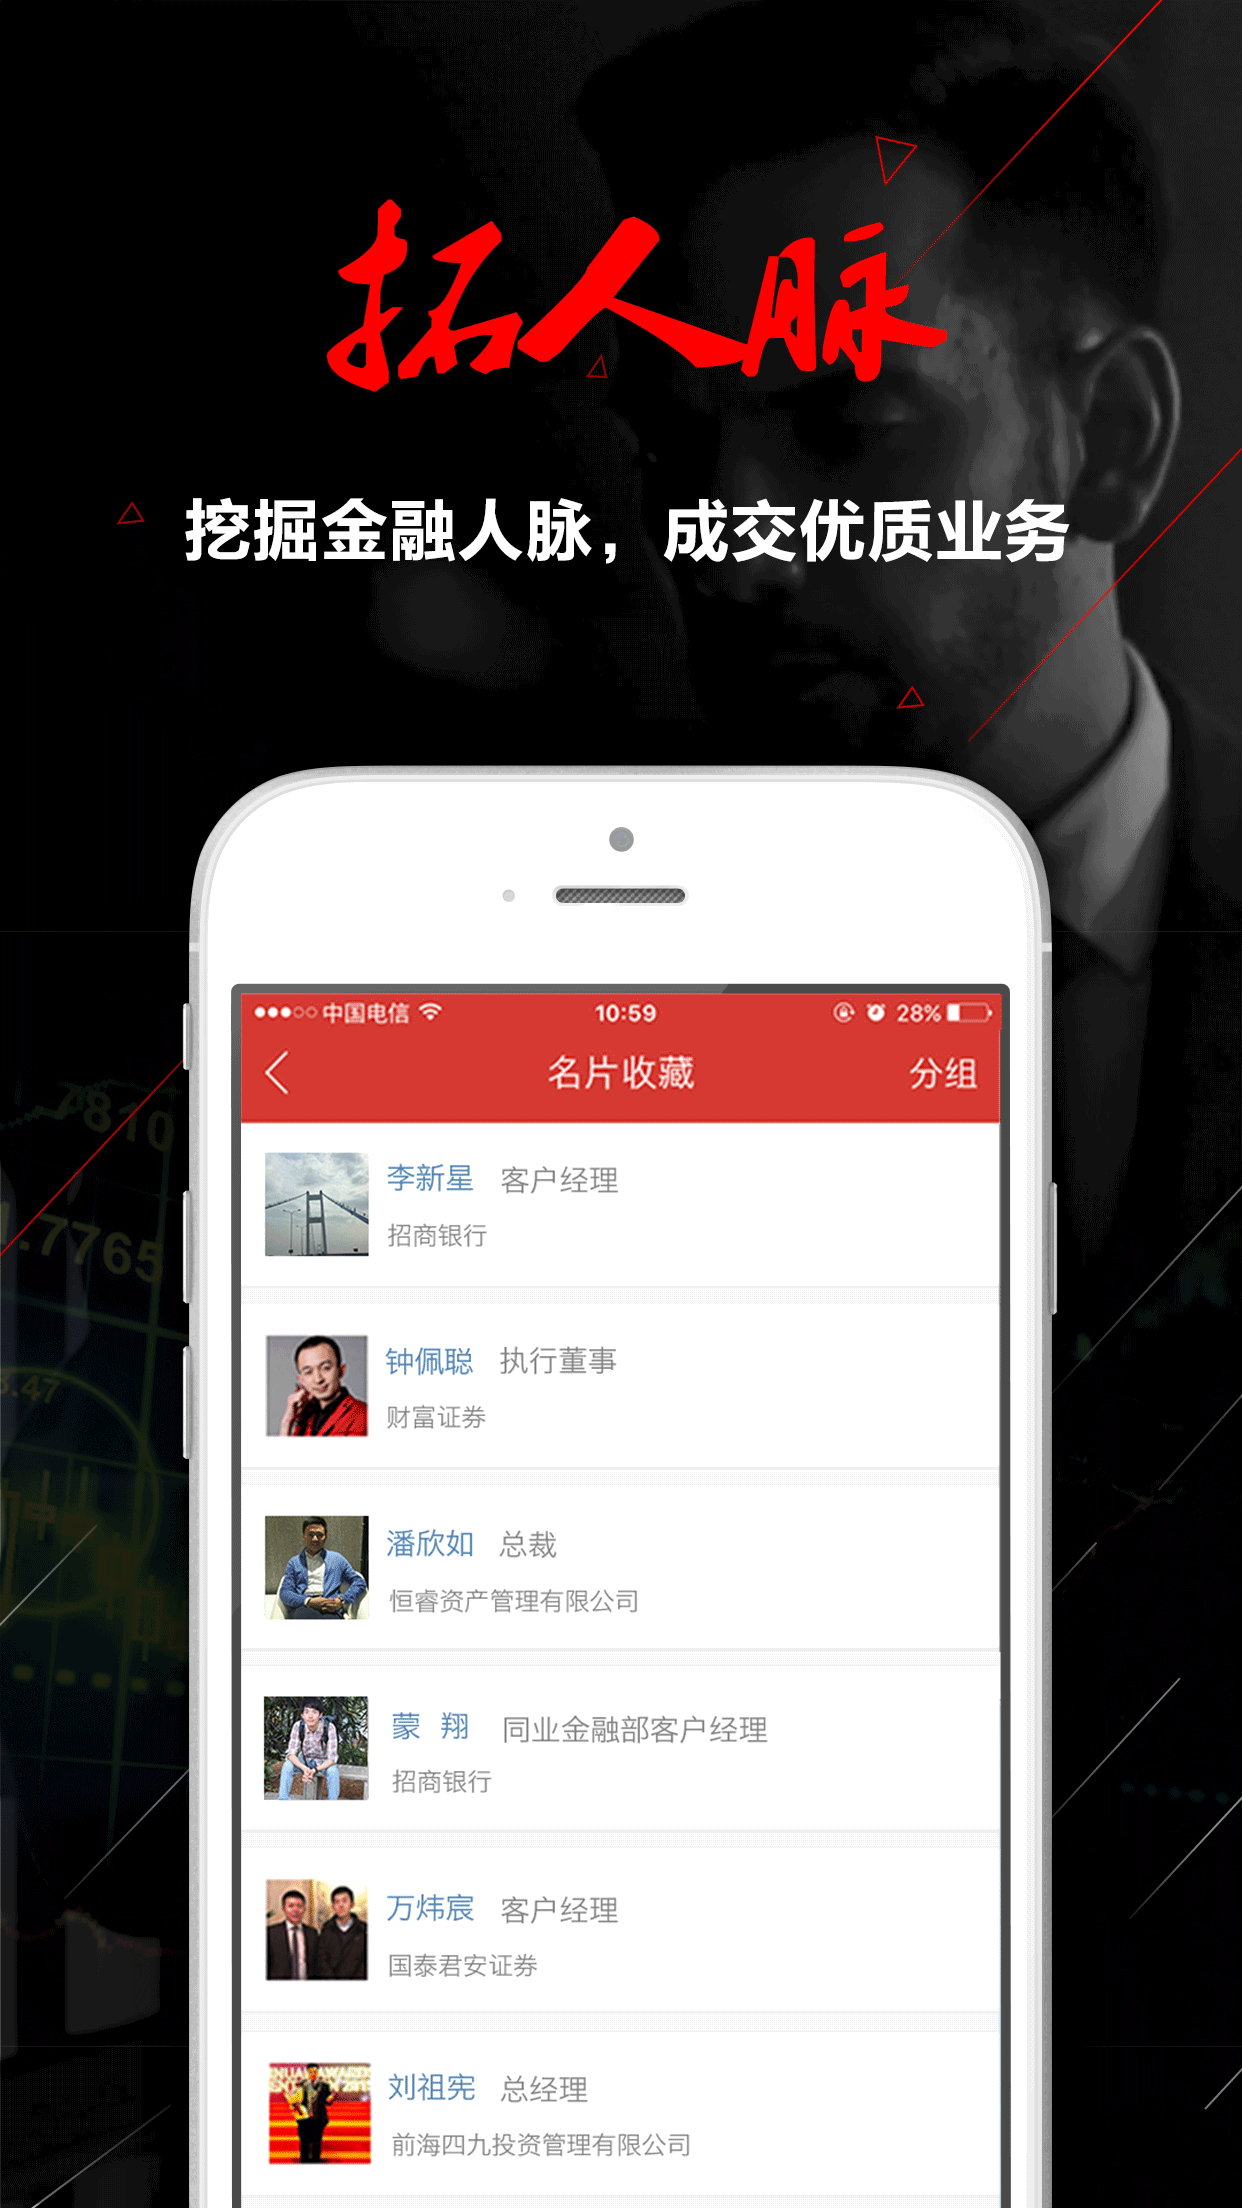 拓人脉
挖掘金融人脉，成交优质业务
中国电信 10:59 28%
名片收藏 分组
李新星 客户经理
招商银行
钟佩聪 执行董事
财富证券
潘欣如 总裁
恒睿资产管理有限公司
蒙 翔 同业金融部客户经理
招商银行
万炜宸 客户经理
国泰君安证券
刘祖宪 总经理
前海四九投资管理有限公司
7810
1.7765
3.47